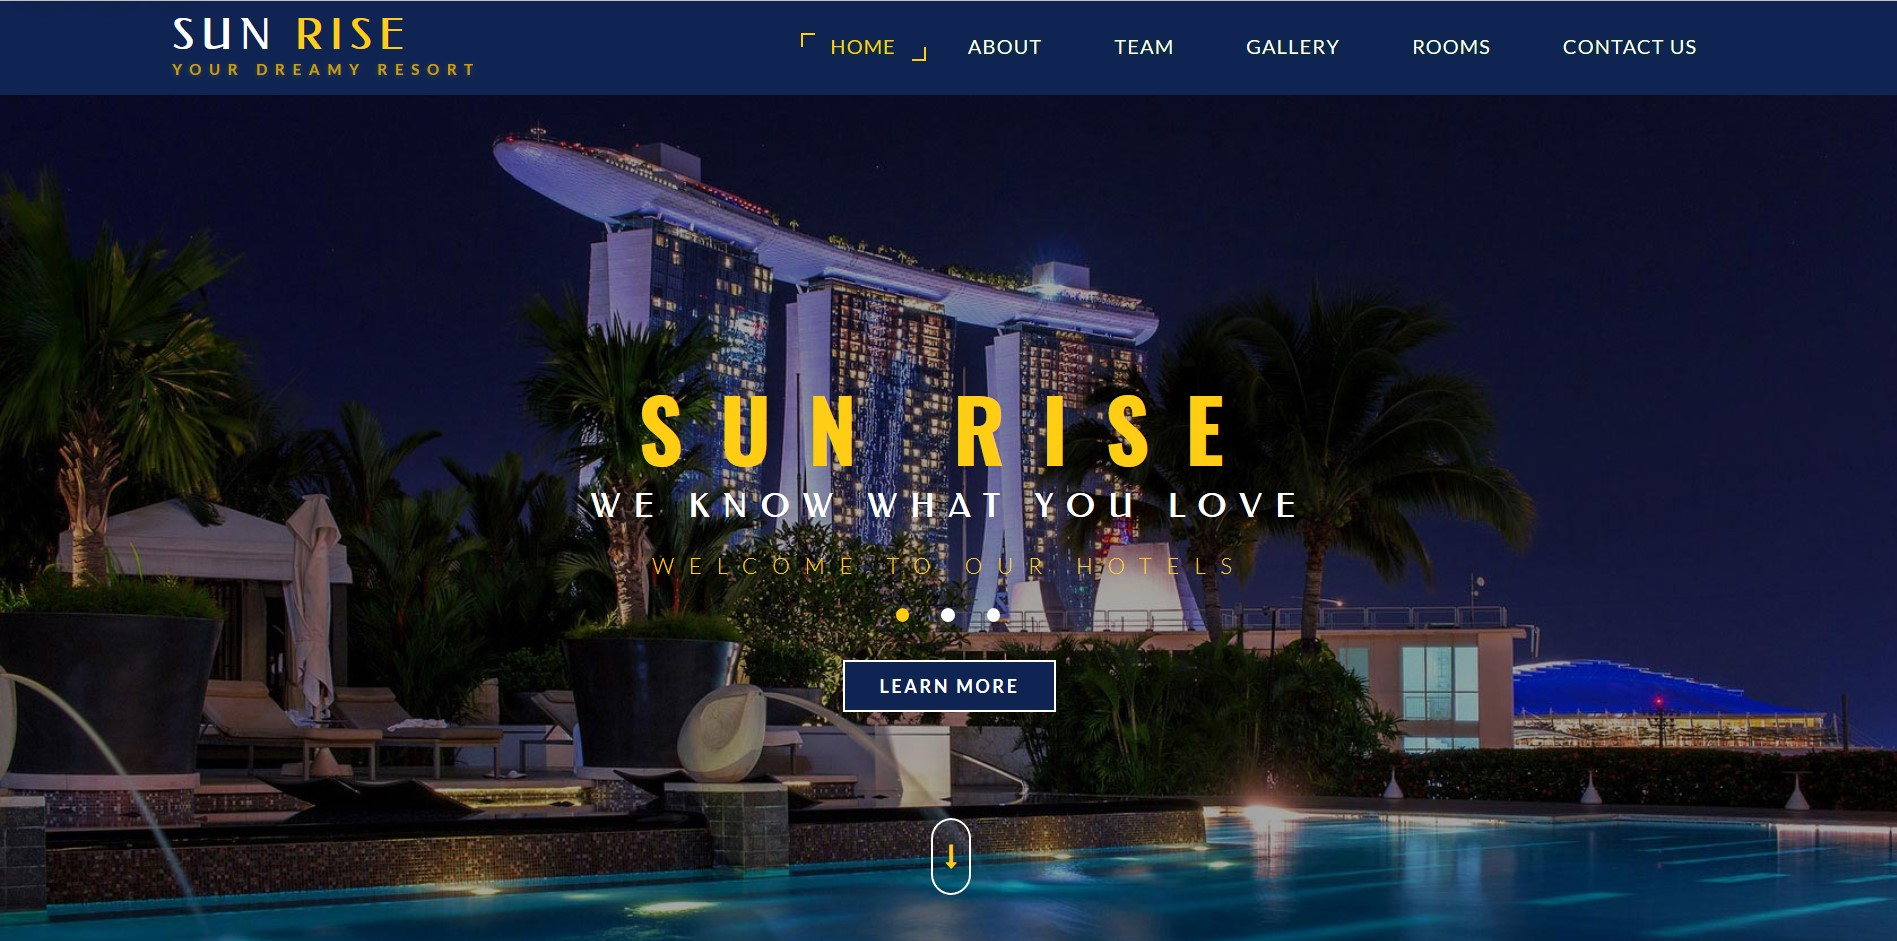 SUN RISE
YOUR DREAMY RESORT
HOME ABOUT TEAM GALLERY ROOMS CONTACT US
SUN RISE
WE KNOW WHAT YOU LOVE
WELCOME TO OUR HOTELS
LEARN MORE